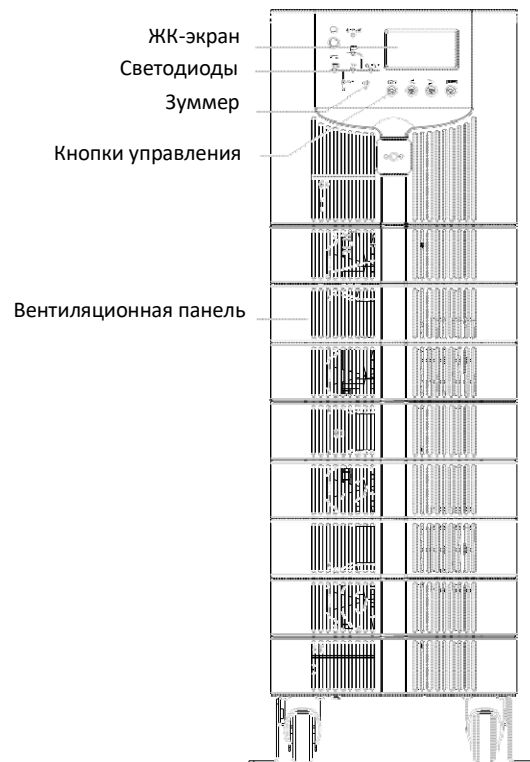 ЖК-экран
Светодиоды
Зуммер
Кнопки управления
Вентиляционная панель